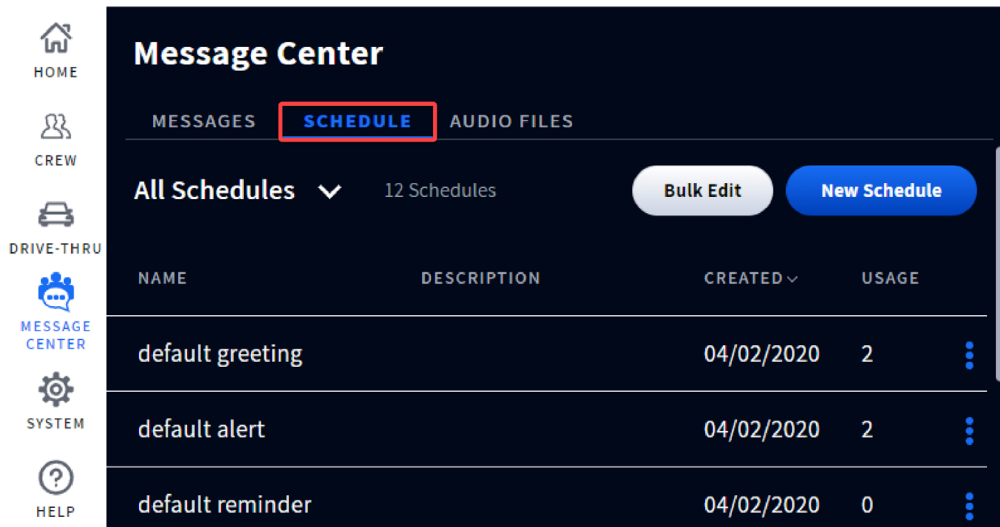 HOME
CREW
DRIVE-THRU
MESSAGE
CENTER
SYSTEM
HELP
Message Center
MESSAGES SCHEDULE AUDIO FILES
All Schedules 12 Schedules Bulk Edit New Schedule
NAME DESCRIPTION CREATED USAGE
default greeting 04/02/2020 2
default alert 04/02/2020 2
default reminder 04/02/2020 0